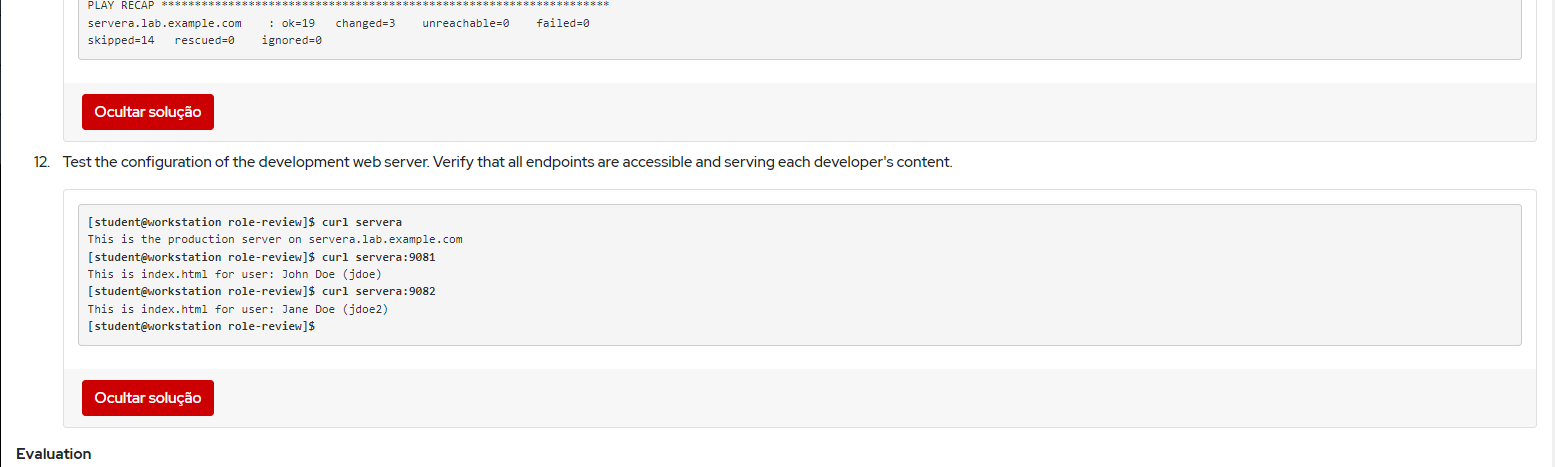 PLAY RECAP *******************************************************************
servera.lab.example.com    : ok=19   changed=3    unreachable=0    failed=0
skipped=14   rescued=0    ignored=0
Ocultar solução
12. Test the configuration of the development web server. Verify that all endpoints are accessible and serving each developer's content.
[student@workstation role-review]$ curl servera
This is the production server on servera.lab.example.com
[student@workstation role-review]$ curl servera:9081
This is index.html for user: John Doe (jdoe)
[student@workstation role-review]$ curl servera:9082
This is index.html for user: Jane Doe (jdoe2)
[student@workstation role-review]$
Ocultar solução
Evaluation